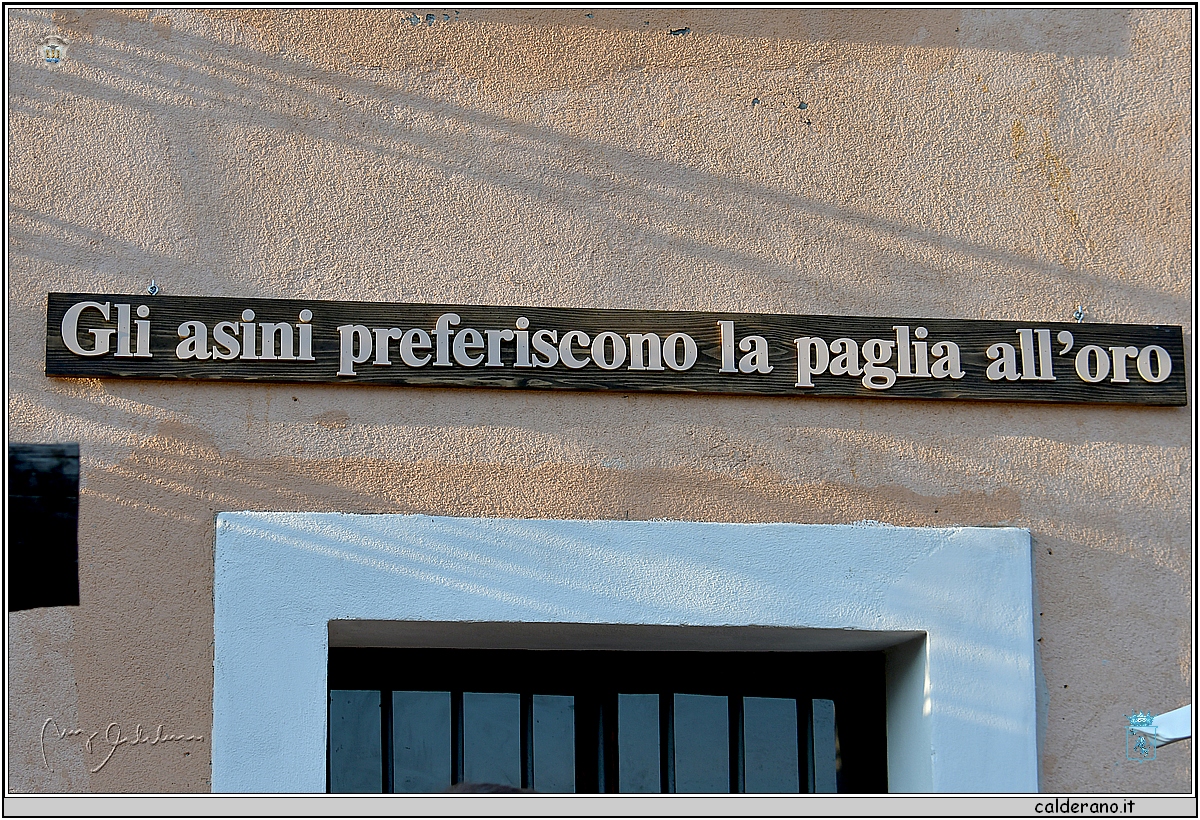 Gli asini preferiscono la paglia all'oro
calderano.it